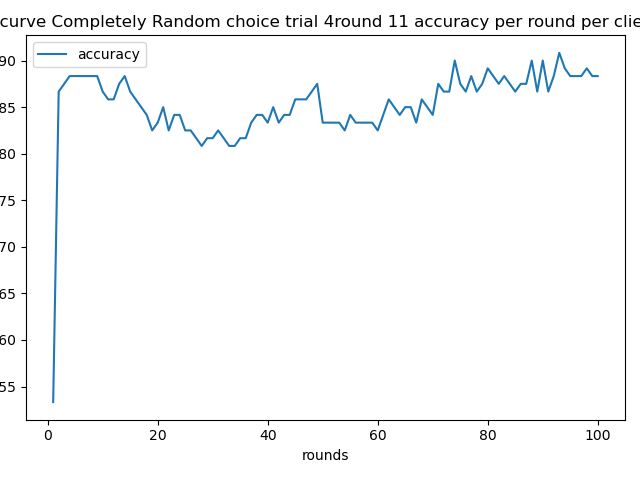 curve Completely Random choice trial 4round 11 accuracy per round per clie
accuracy
90
85
80
75
70
65
60
55
0 20 40 60 80 100
rounds